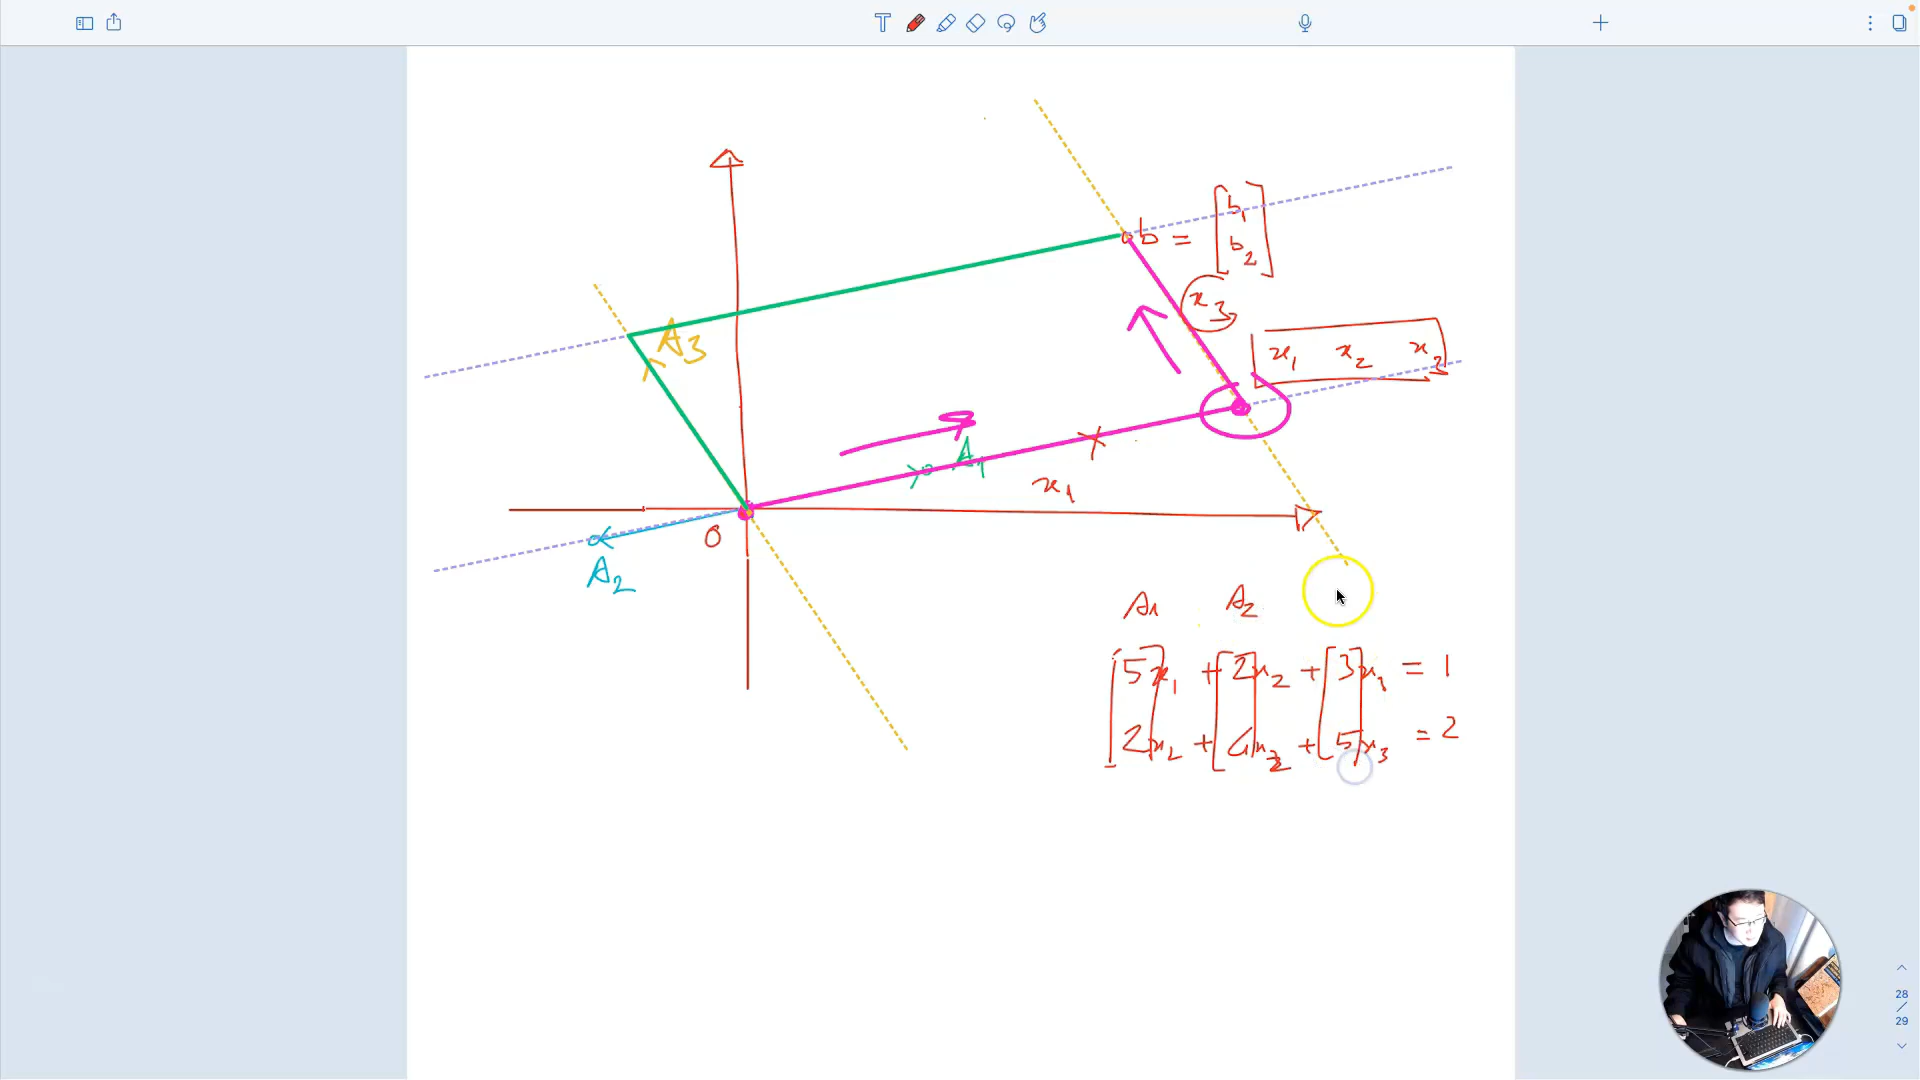 b = [b1
b2]
x3
A3
x1 x2 x3
A1
x1
O
A2
A1 A2
[5]x1 + [2]x2 + [3]x1 = 1
[2]x2 + [4]x2 + [5]x3 = 2
28
/
29